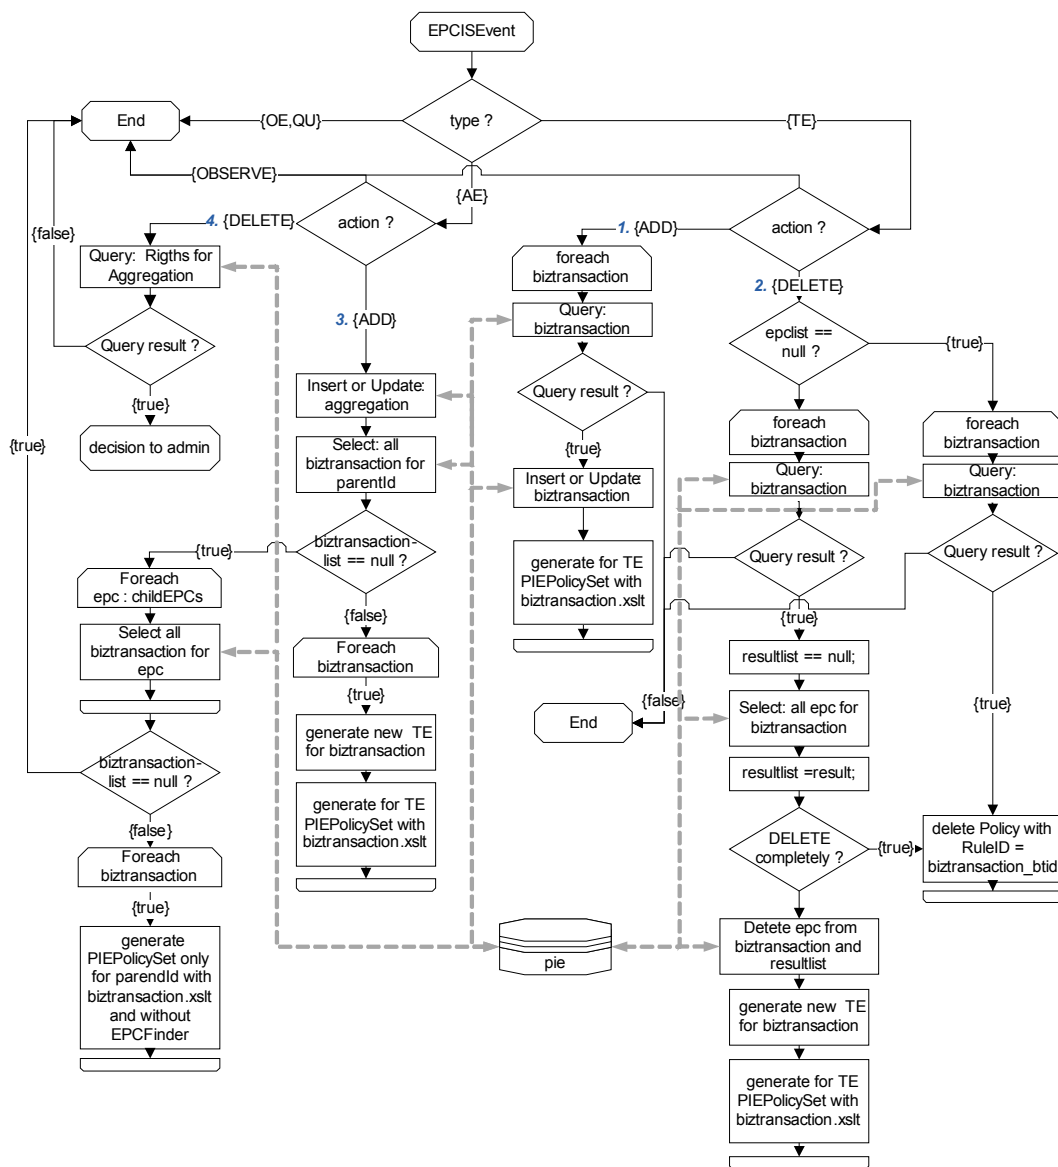 EPCISEvent
type ?
End
{OE,QU}
{TE}
{OBSERVE}
{AE}
action ?
4. {DELETE}
{false}
Query:  Rigths for
Aggregation
Query result ?
{true}
decision to admin
{true}
3. {ADD}
Insert or Update:
aggregation
Select: all
biztransaction for
parentId
biztransaction-
list == null ?
{true}
Foreach
epc : childEPCs
Select all
biztransaction for
epc
biztransaction-
list == null ?
{false}
Foreach
biztransaction
{true}
generate
PIEPolicySet only
for parendId with
biztransaction.xslt
and without
EPCFinder
{false}
Foreach
biztransaction
{true}
generate new  TE
for biztransaction
generate for TE
PIEPolicySet with
biztransaction.xslt
action ?
1. {ADD}
foreach
biztransaction
Query:
biztransaction
Query result ?
{true}
Insert or Update:
biztransaction
generate for TE
PIEPolicySet with
biztransaction.xslt
{false}
End
pie
2. {DELETE}
epclist ==
null ?
{true}
foreach
biztransaction
Query:
biztransaction
Query result ?
{true}
resultlist == null;
Select: all epc for
biztransaction
resultlist =result;
DELETE
completely ?
{true}
Detete epc from
biztransaction and
resultlist
generate new  TE
for biztransaction
generate for TE
PIEPolicySet with
biztransaction.xslt
foreach
biztransaction
Query:
biztransaction
Query result ?
{true}
delete Policy with
RuleID =
biztransaction_btid